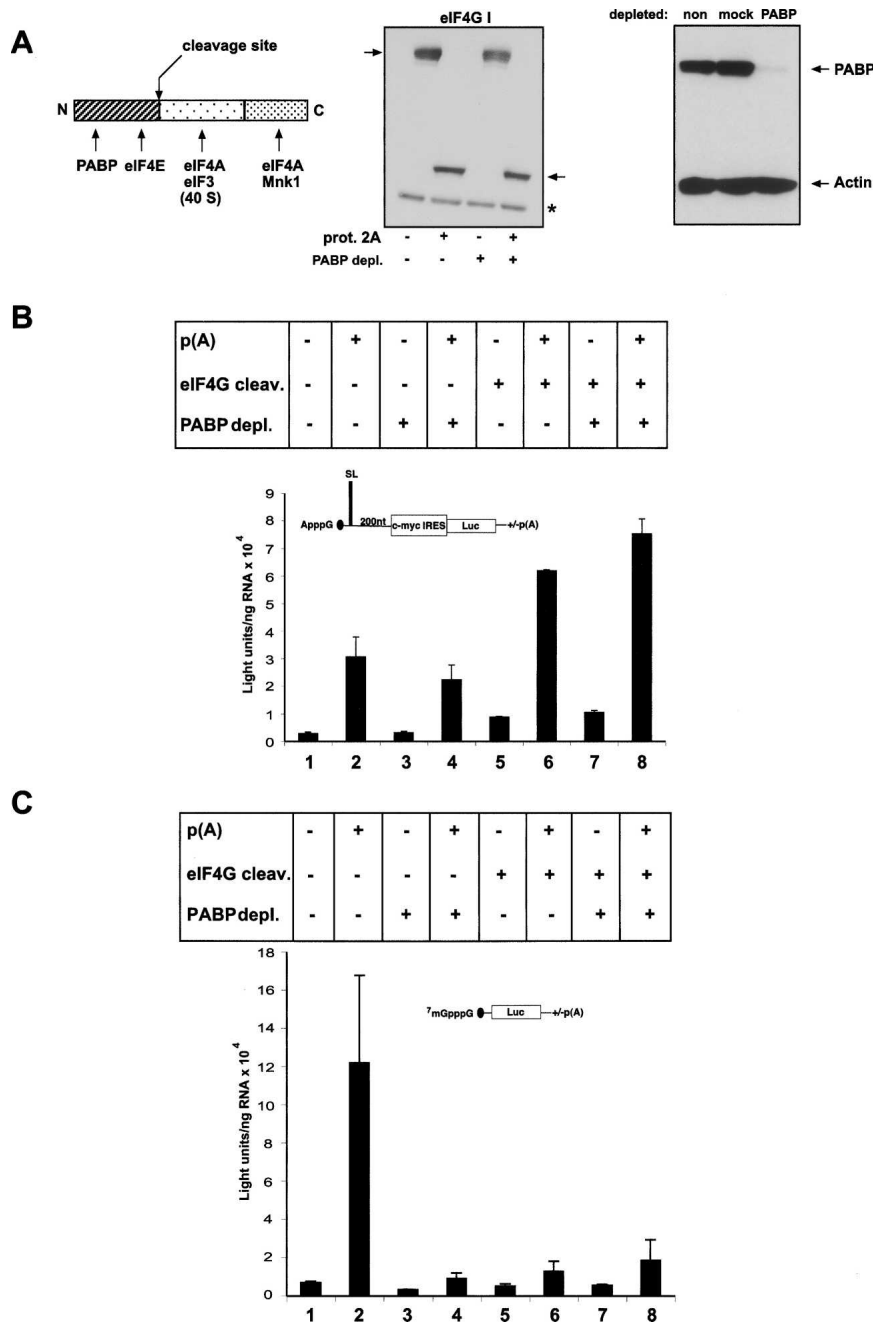 A
cleavage site
N
C
PABP eIF4E eIF4A eIF4A
eIF3 Mnk1
(40 S)
eIF4G I
*
prot. 2A - + - +
PABP depl. - - + +
depleted: non mock PABP
PABP
Actin
B
p(A) - + - + - + - +
eIF4G cleav. - - - - + + + +
PABP depl. - - + + - - + +
SL
ApppG 200nt c-myc IRES Luc +/-p(A)
Light units/ng RNA x 10⁴
9
8
7
6
5
4
3
2
1
0
1 2 3 4 5 6 7 8
C
p(A) - + - + - + - +
eIF4G cleav. - - - - + + + +
PABP depl. - - + + - - + +
⁷mGpppG Luc +/-p(A)
Light units/ng RNA x 10⁴
18
16
14
12
10
8
6
4
2
0
1 2 3 4 5 6 7 8